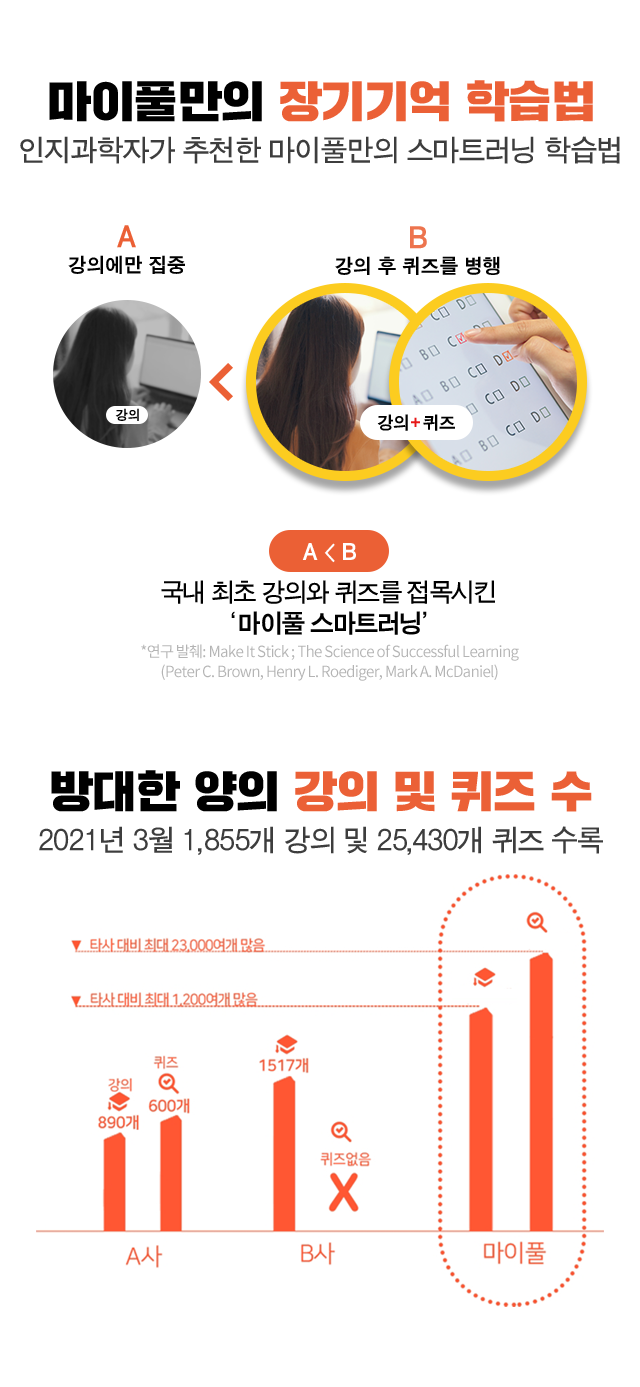 마이풀만의 장기기억 학습법
인지과학자가 추천한 마이풀만의 스마트러닝 학습법
A
강의에만 집중
B
강의 후 퀴즈를 병행
강의
<
강의+퀴즈
A B C D
A < B
국내 최초 강의와 퀴즈를 접목시킨
‘마이풀 스마트러닝’
*연구 발췌: Make It Stick ; The Science of Successful Learning
(Peter C. Brown, Henry L. Roediger, Mark A. McDaniel)
방대한 양의 강의 및 퀴즈 수
2021년 3월 1,855개 강의 및 25,430개 퀴즈 수록
▼ 타사 대비 최대 23,000여개 많음
▼ 타사 대비 최대 1,200여개 많음
강의
890개
퀴즈
600개
1517개
퀴즈없음
X
A사
B사
마이풀